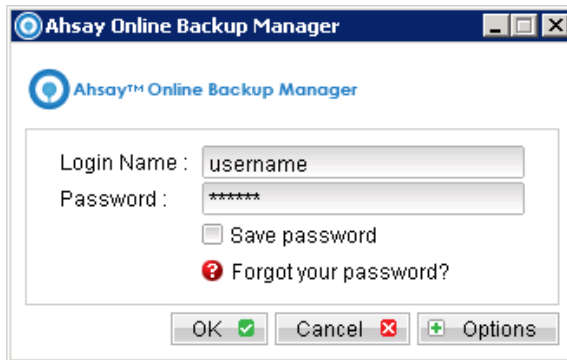 Ahsay Online Backup Manager
Ahsay™ Online Backup Manager
Login Name : username
Password : ******
Save password
Forgot your password?
OK Cancel Options